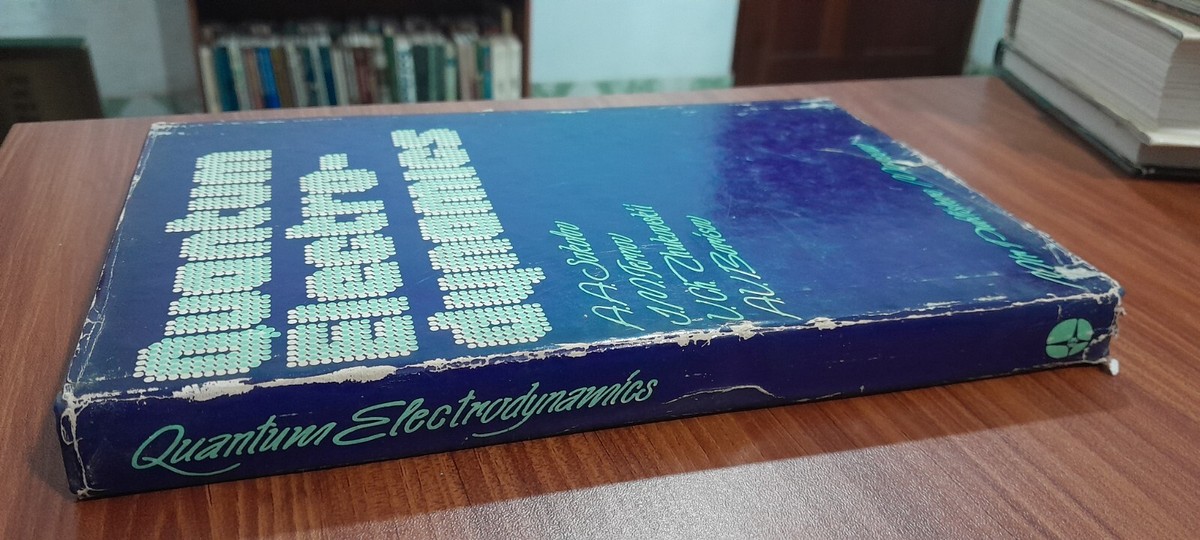 Quantum
Electro-
dynamics
A.A. Sokolov
I.M. Ternov
V.Ch. Zhukovskii
A.V. Borisov
Mir Publishers Moscow
Quantum Electrodynamics